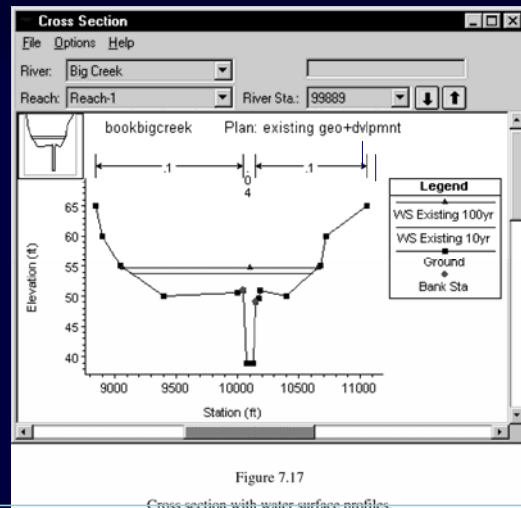 Cross Section
File Options Help
River: Big Creek
Reach: Reach-1 River Sta.: 99889
bookbigcreek Plan: existing geo+dvlpmnt
.1 .04 .1
Legend
WS Existing 100yr
WS Existing 10yr
Ground
Bank Sta
Elevation (ft)
65
60
55
50
45
40
9000 9500 10000 10500 11000
Station (ft)
Figure 7.17
Cross section with water surface profiles